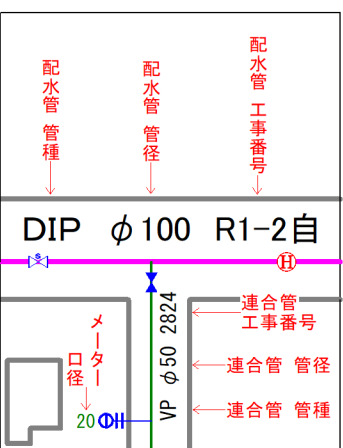 配水管 管種
配水管 管径
配水管 工事番号
DIP φ100 R1-2自
S
H
連合管
工事番号
VP φ50 2824
連合管 管径
連合管 管種
メーター
口径
20